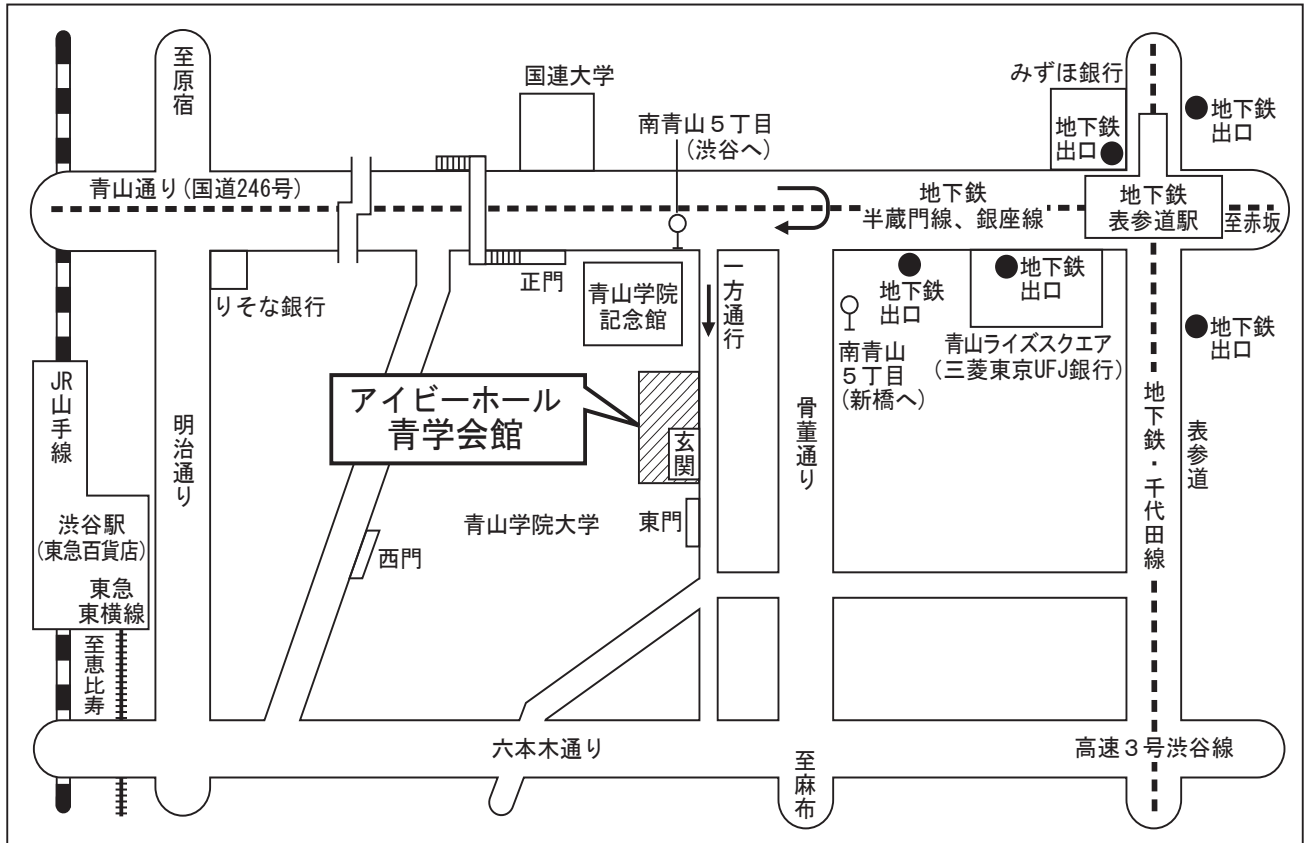 至原宿
国連大学
みずほ銀行
地下鉄
出口
地下鉄
出口
南青山５丁目
(渋谷へ)
青山通り(国道246号)
地下鉄
半蔵門線、銀座線
地下鉄
表参道駅
至赤坂
りそな銀行
正門
青山学院
記念館
一方通行
地下鉄
出口
地下鉄
出口
地下鉄
出口
南青山
５丁目
(新橋へ)
青山ライズスクエア
(三菱東京UFJ銀行)
JR山手線
明治通り
アイビーホール
青学会館
玄関
骨董通り
地下鉄・千代田線
表参道
渋谷駅
(東急百貨店)
青山学院大学
東門
西門
東急
東横線
至恵比寿
六本木通り
高速３号渋谷線
至麻布